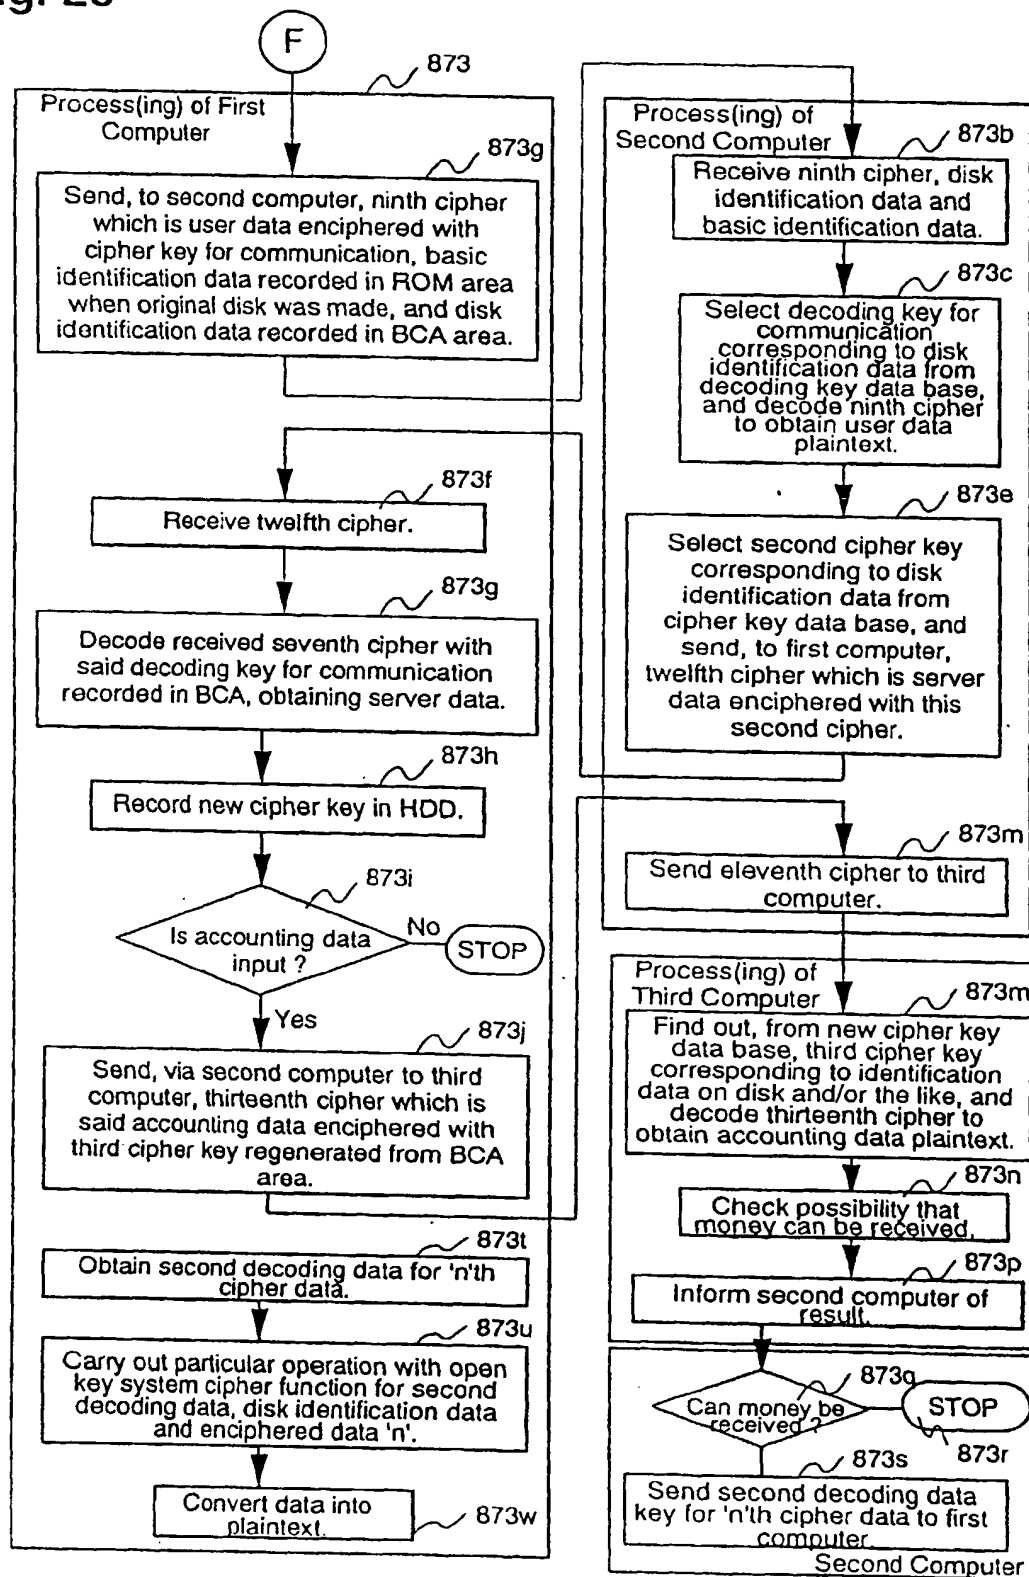 F
873
Process(ing) of First
Computer
873g
Send, to second computer, ninth cipher
which is user data enciphered with
cipher key for communication, basic
identification data recorded in ROM area
when original disk was made, and disk
identification data recorded in BCA area.
873f
Receive twelfth cipher.
873g
Decode received seventh cipher with
said decoding key for communication
recorded in BCA, obtaining server data.
873h
Record new cipher key in HDD.
873i
Is accounting data
input ?
No
STOP
Yes
873j
Send, via second computer to third
computer, thirteenth cipher which is
said accounting data enciphered with
third cipher key regenerated from BCA
area.
873t
Obtain second decoding data for 'n'th
cipher data.
873u
Carry out particular operation with open
key system cipher function for second
decoding data, disk identification data
and enciphered data 'n'.
Convert data into
plaintext.
873w
Process(ing) of
Second Computer
873b
Receive ninth cipher, disk
identification data and
basic identification data.
873c
Select decoding key for
communication
corresponding to disk
identification data from
decoding key data base,
and decode ninth cipher
to obtain user data
plaintext.
873e
Select second cipher key
corresponding to disk
identification data from
cipher key data base, and
send, to first computer,
twelfth cipher which is server
data enciphered with this
second cipher.
873m
Send eleventh cipher to third
computer.
Process(ing) of
Third Computer
873m
Find out, from new cipher key
data base, third cipher key
corresponding to identification
data on disk and/or the like, and
decode thirteenth cipher to
obtain accounting data plaintext.
873n
Check possibility that
money can be received.
873p
Inform second computer of
result.
873q
Can money be
received ?
STOP
873r
873s
Send second decoding data
key for 'n'th cipher data to first
computer.
Second Computer